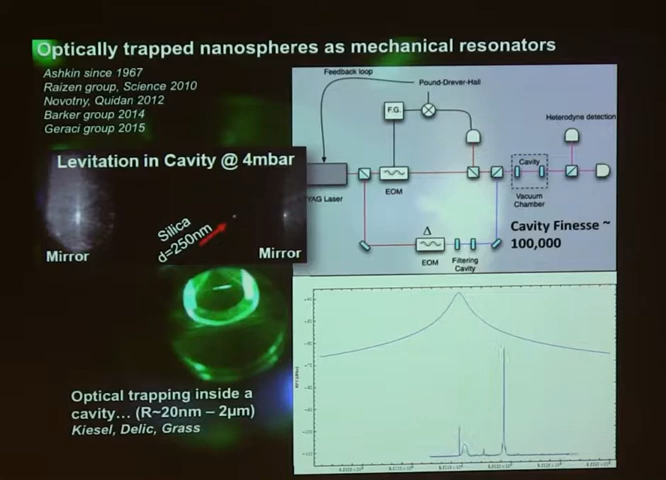 Optically trapped nanospheres as mechanical resonators
Ashkin since 1967
Raizen group, Science 2010
Novotny, Quidan 2012
Barker group 2014
Geraci group 2015
Levitation in Cavity @ 4mbar
Silica
d=250nm
Mirror
Mirror
Feedback loop
Pound-Drever-Hall
F.G.
Heterodyne detection
YAG Laser
EOM
Cavity
Vacuum
Chamber
Δ
EOM
Filtering
Cavity
Cavity Finesse ~
100,000
Optical trapping inside a
cavity... (R~20nm – 2μm)
Kiesel, Delic, Grass